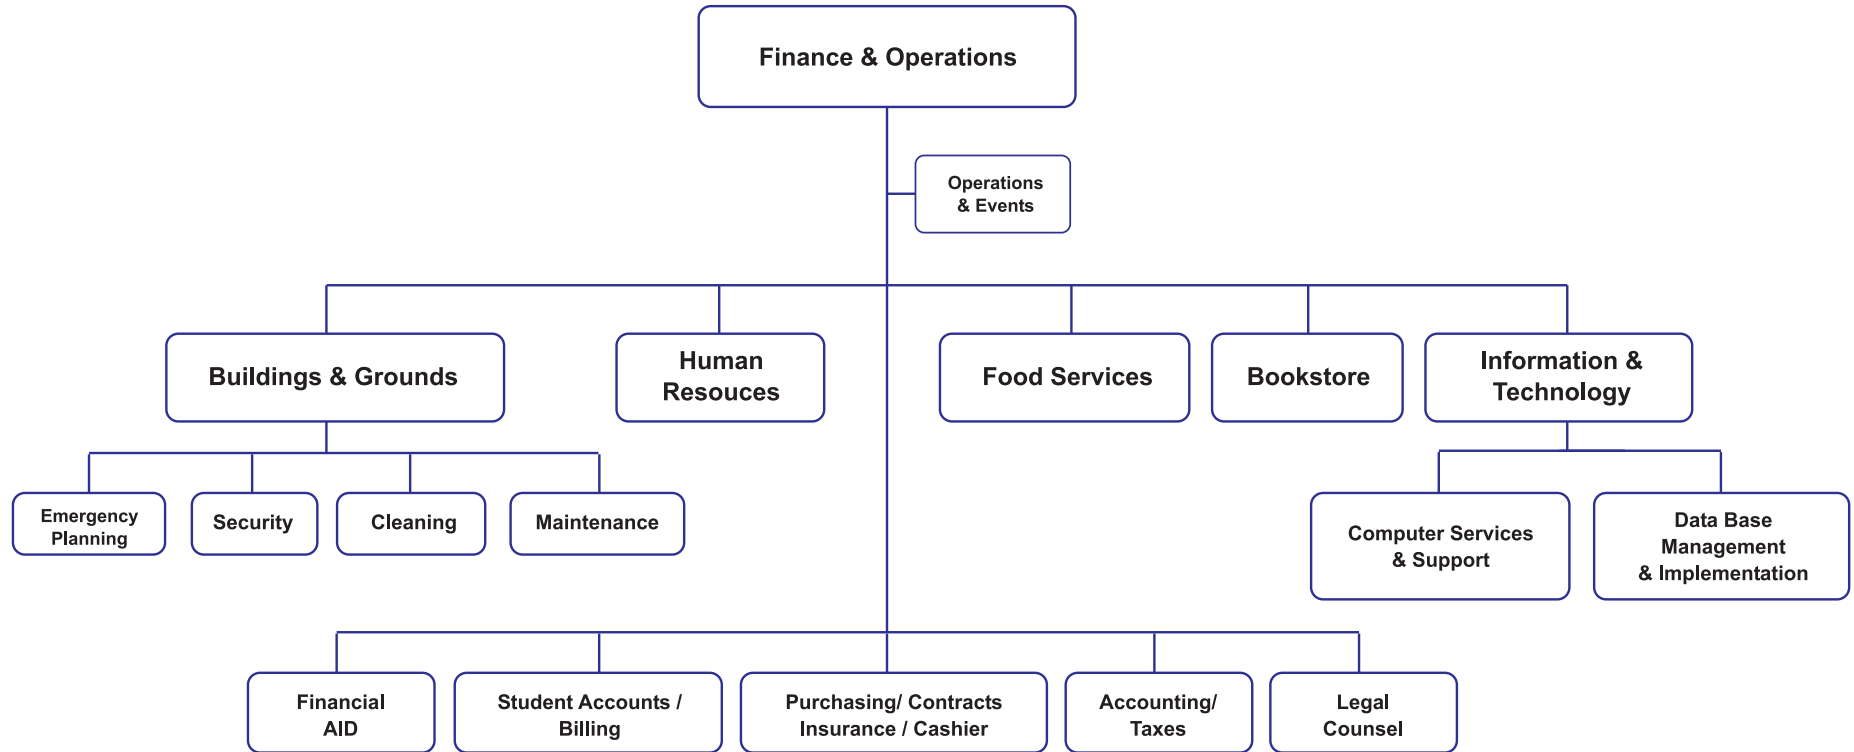 Finance & Operations
Operations
& Events
Buildings & Grounds
Human
Resouces
Food Services
Bookstore
Information &
Technology
Emergency
Planning
Security
Cleaning
Maintenance
Computer Services
& Support
Data Base
Management
& Implementation
Financial
AID
Student Accounts /
Billing
Purchasing/ Contracts
Insurance / Cashier
Accounting/
Taxes
Legal
Counsel